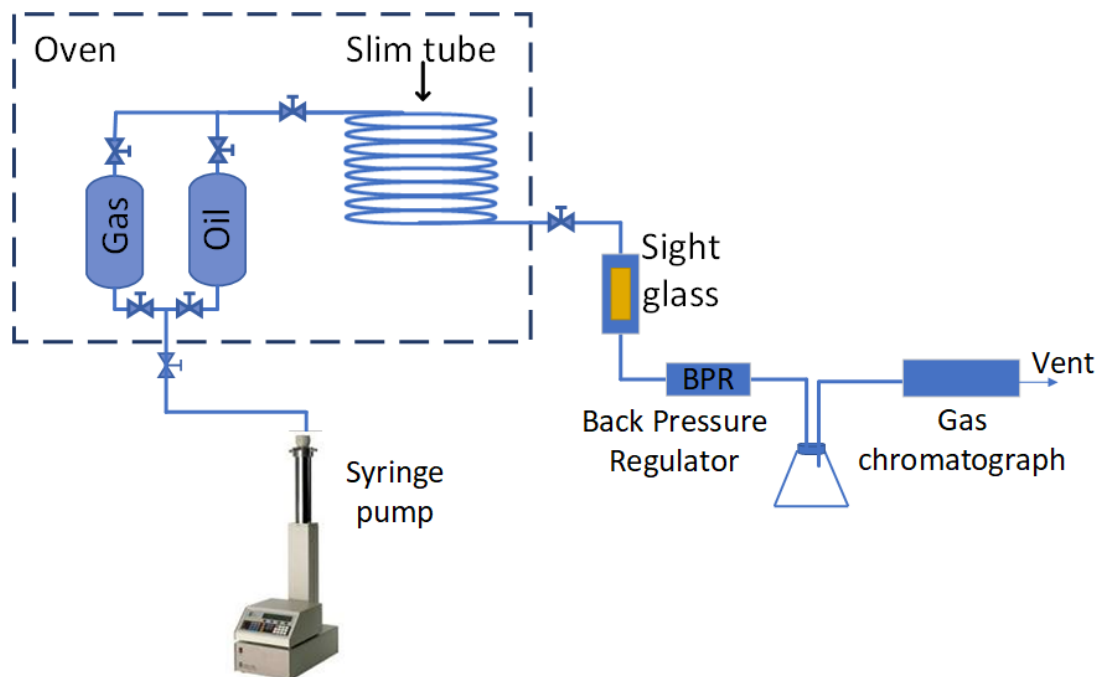 Oven
Slim tube
Gas
Oil
Sight
glass
BPR
Back Pressure
Regulator
Vent
Gas
chromatograph
Syringe
pump